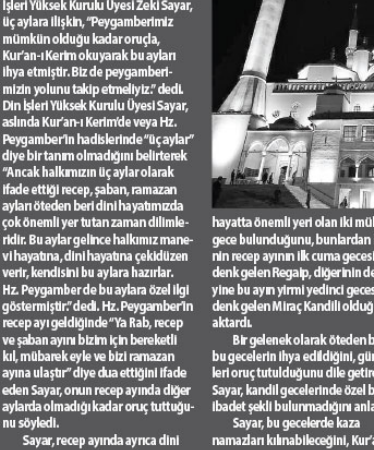 İşleri Yüksek Kurulu Üyesi Zeki Sayar,
üç aylara ilişkin, "Peygamberimiz
mümkün olduğu kadar oruçla,
Kur'an-ı Kerim okuyarak bu ayları
ihya etmiştir. Biz de peygamberi-
mizin yolunu takip etmeliyiz." dedi.
Din İşleri Yüksek Kurulu Üyesi Sayar,
aslında Kur'an-ı Kerim'de veya Hz.
Peygamber'in hadislerinde "üç aylar"
diye bir tanım olmadığını belirterek
"Ancak halkımızın üç aylar olarak
ifade ettiği recep, şaban, ramazan
ayları öteden beri dini hayatımızda
çok önemli yer tutan zaman dilimle-
ridir. Bu aylar gelince halkımız mane-
vi hayatına, dini hayatına çekidüzen
verir, kendisini bu aylara hazırlar.
Hz. Peygamber de bu aylara özel ilgi
göstermiştir." dedi. Hz. Peygamber'in
recep ayı geldiğinde "Ya Rab, recep
ve şaban ayını bizim için bereketli
kıl, mübarek eyle ve bizi ramazan
ayına ulaştır" diye dua ettiğini ifade
eden Sayar, onun recep ayında diğer
aylarda olmadığı kadar oruç tuttuğu-
nu söyledi.
Sayar, recep ayında ayrıca dini
hayatta önemli yeri olan iki mü
gece bulunduğunu, bunlardan
nin recep ayının ilk cuma gecesi
denk gelen Regaip, diğerinin de
yine bu ayın yirmi yedinci geces
denk gelen Miraç Kandili olduğ
aktardı.
Bir gelenek olarak öteden b
bu gecelerin ihya edildiğini, gün
leri oruç tutulduğunu dile getire
Sayar, kandil gecelerinde özel b
ibadet şekli bulunmadığını anla
Sayar, bu gecelerde kaza
namazları kılınabileceğini, Kur'a